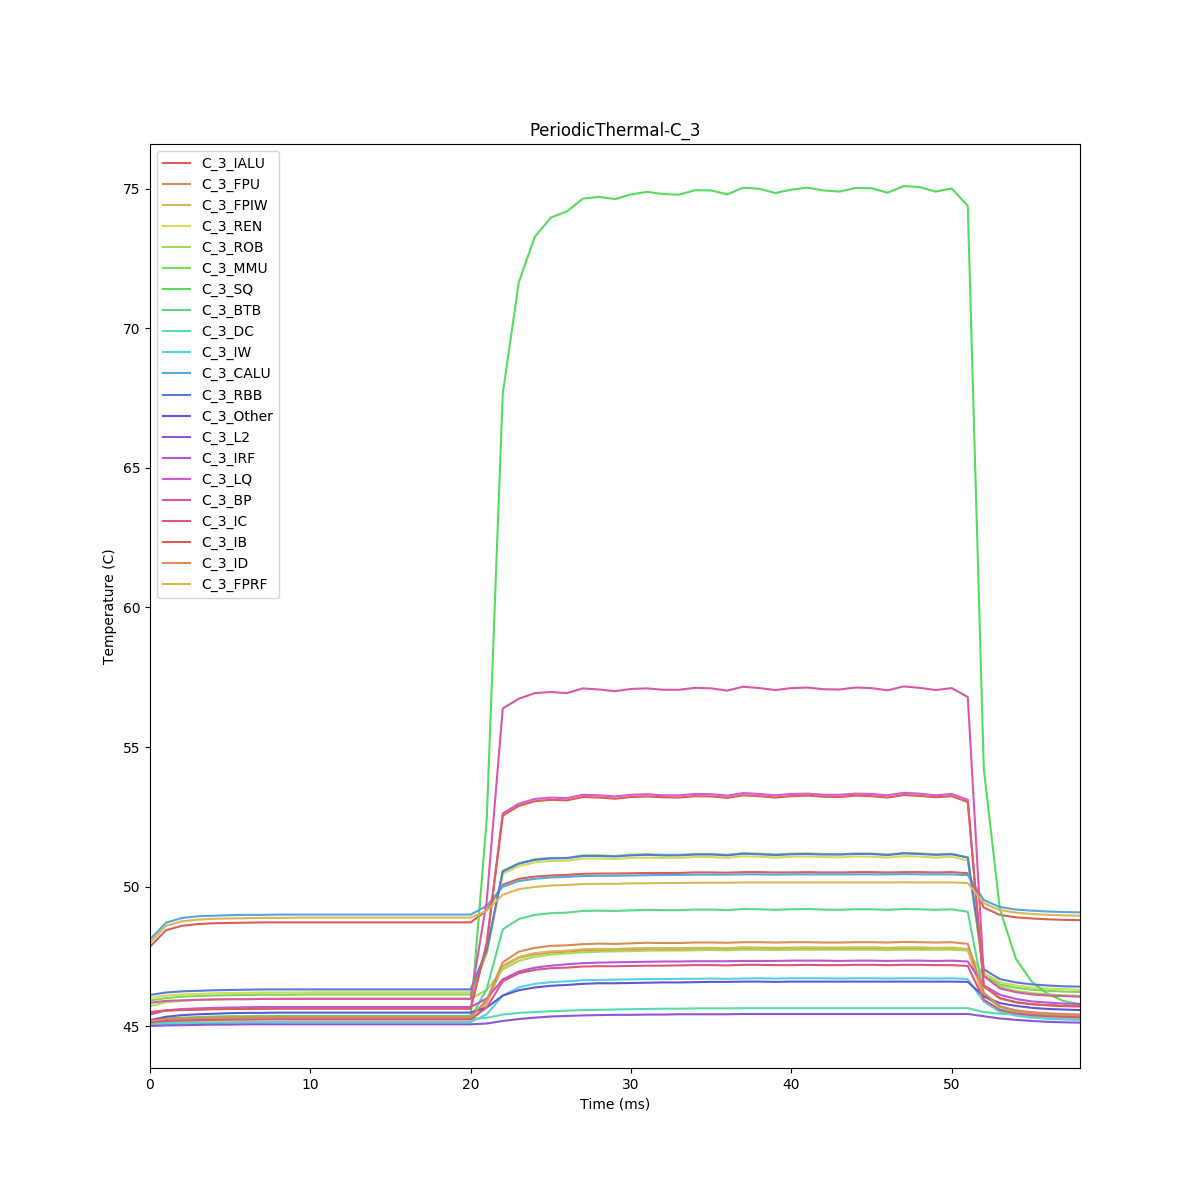 PeriodicThermal-C_3
C_3_IALU
C_3_FPU
C_3_FPIW
C_3_REN
C_3_ROB
C_3_MMU
C_3_SQ
C_3_BTB
C_3_DC
C_3_IW
C_3_CALU
C_3_RBB
C_3_Other
C_3_L2
C_3_IRF
C_3_LQ
C_3_BP
C_3_IC
C_3_IB
C_3_ID
C_3_FPRF
75
70
65
60
55
50
45
Temperature (C)
0 10 20 30 40 50
Time (ms)